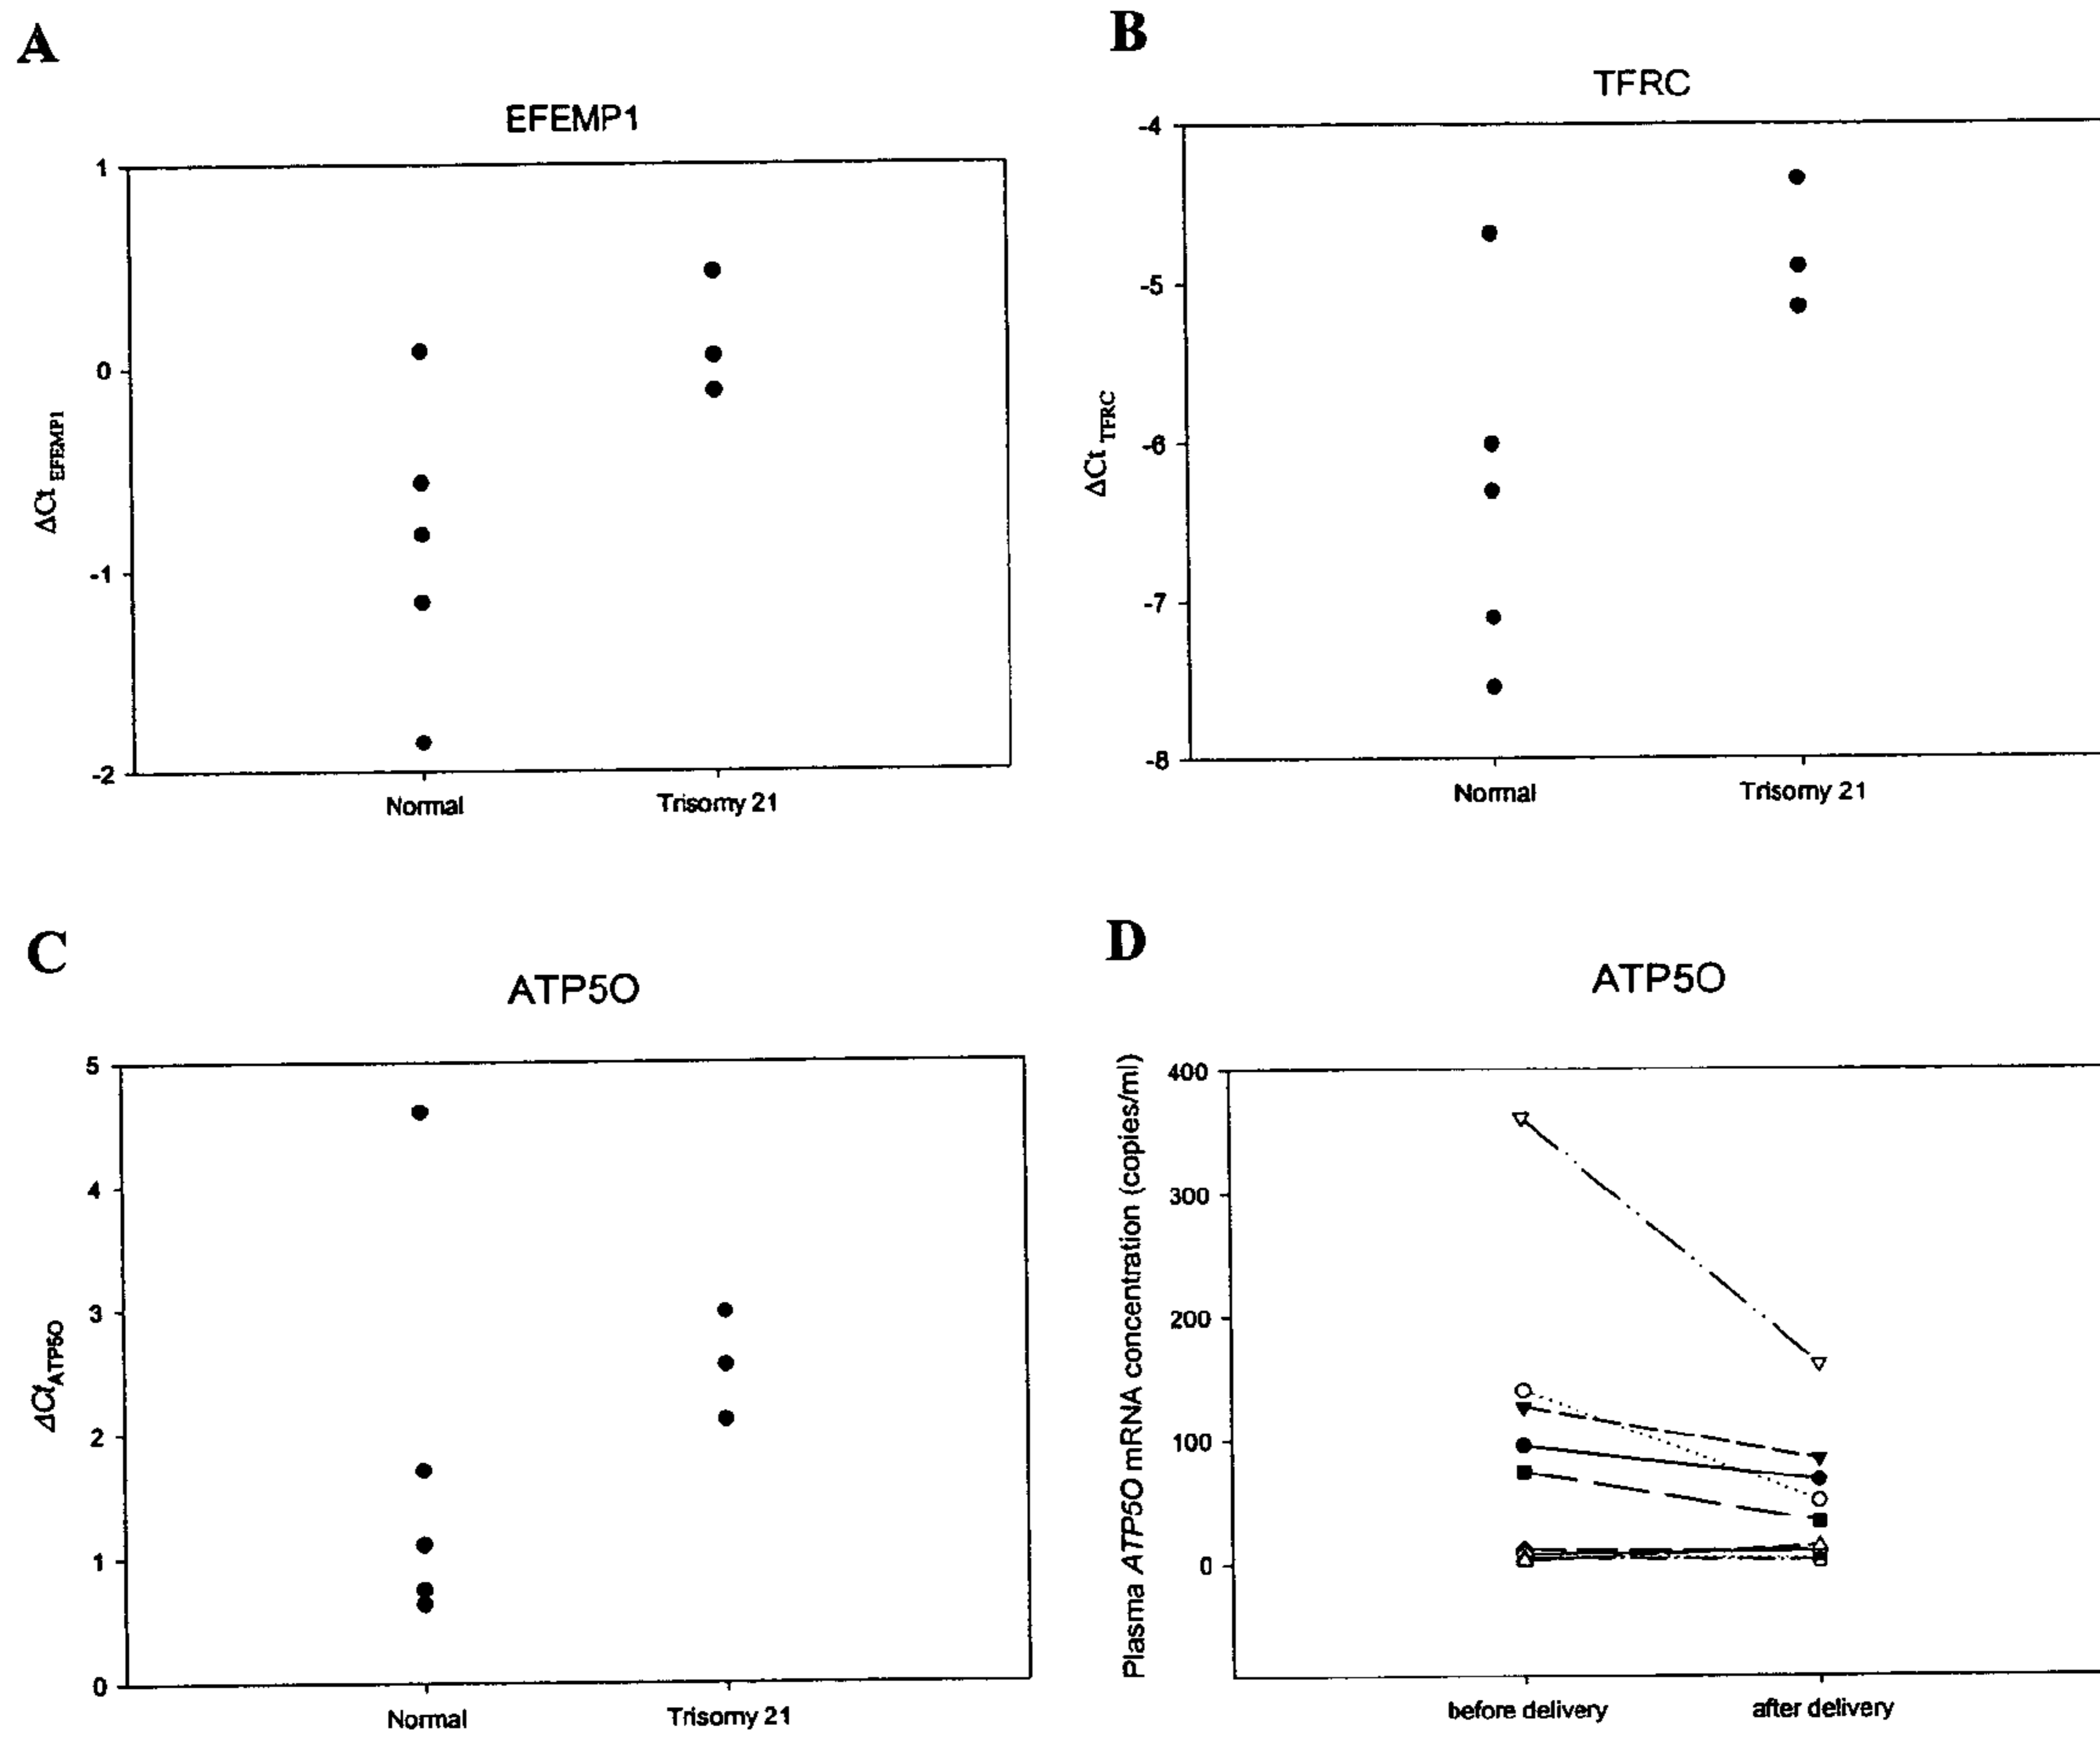 A
EFEMP1
1
0
-1
-2
ΔCt EFEMP1
Normal
Trisomy 21
B
TFRC
-4
-5
-6
-7
-8
ΔCt TFRC
Normal
Trisomy 21
C
ATP5O
5
4
3
2
1
0
ΔCt ATP5O
Normal
Trisomy 21
D
ATP5O
400
300
200
100
0
Plasma ATP5O mRNA concentration (copies/ml)
before delivery
after delivery